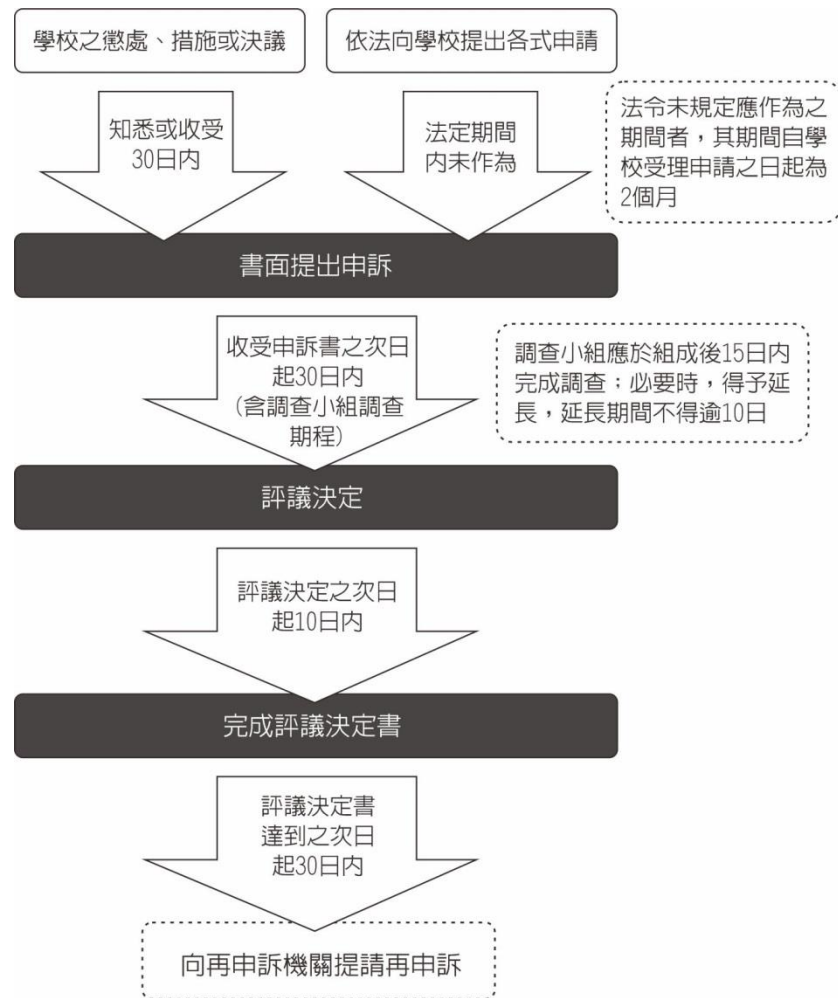 學校之懲處、措施或決議
依法向學校提出各式申請
知悉或收受
30日內
法定期間
內未作為
法令未規定應作為之
期間者，其期間自學
校受理申請之日起為
2個月
書面提出申訴
收受申訴書之次日
起30日內
(含調查小組調查
期程)
調查小組應於組成後15日內
完成調查；必要時，得予延
長，延長期間不得逾10日
評議決定
評議決定之次日
起10日內
完成評議決定書
評議決定書
達到之次日
起30日內
向再申訴機關提請再申訴